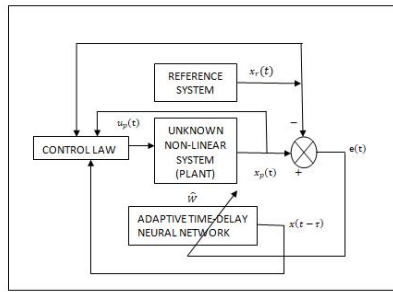 REFERENCE
SYSTEM
x_r(t)
−
u_p(t)
UNKNOWN
NON-LINEAR
SYSTEM
(PLANT)
CONTROL LAW
e(t)
+
x_p(t)
Ŵ
ADAPTIVE TIME-DELAY
NEURAL NETWORK
x(t − τ)